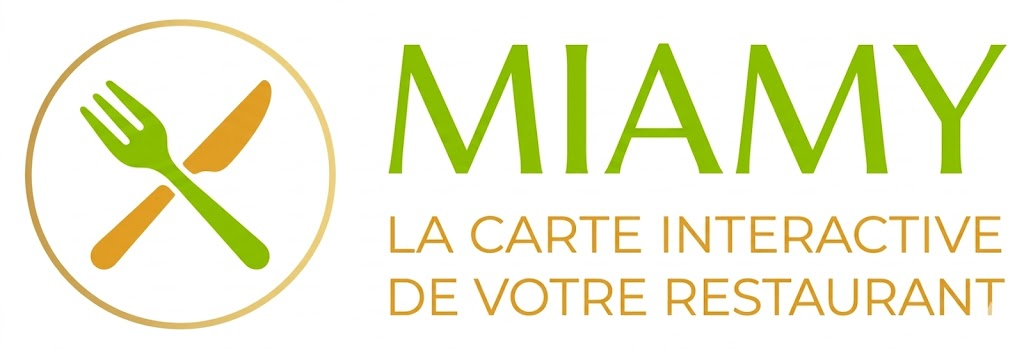 MIAMY
LA CARTE INTERACTIVE
DE VOTRE RESTAURANT